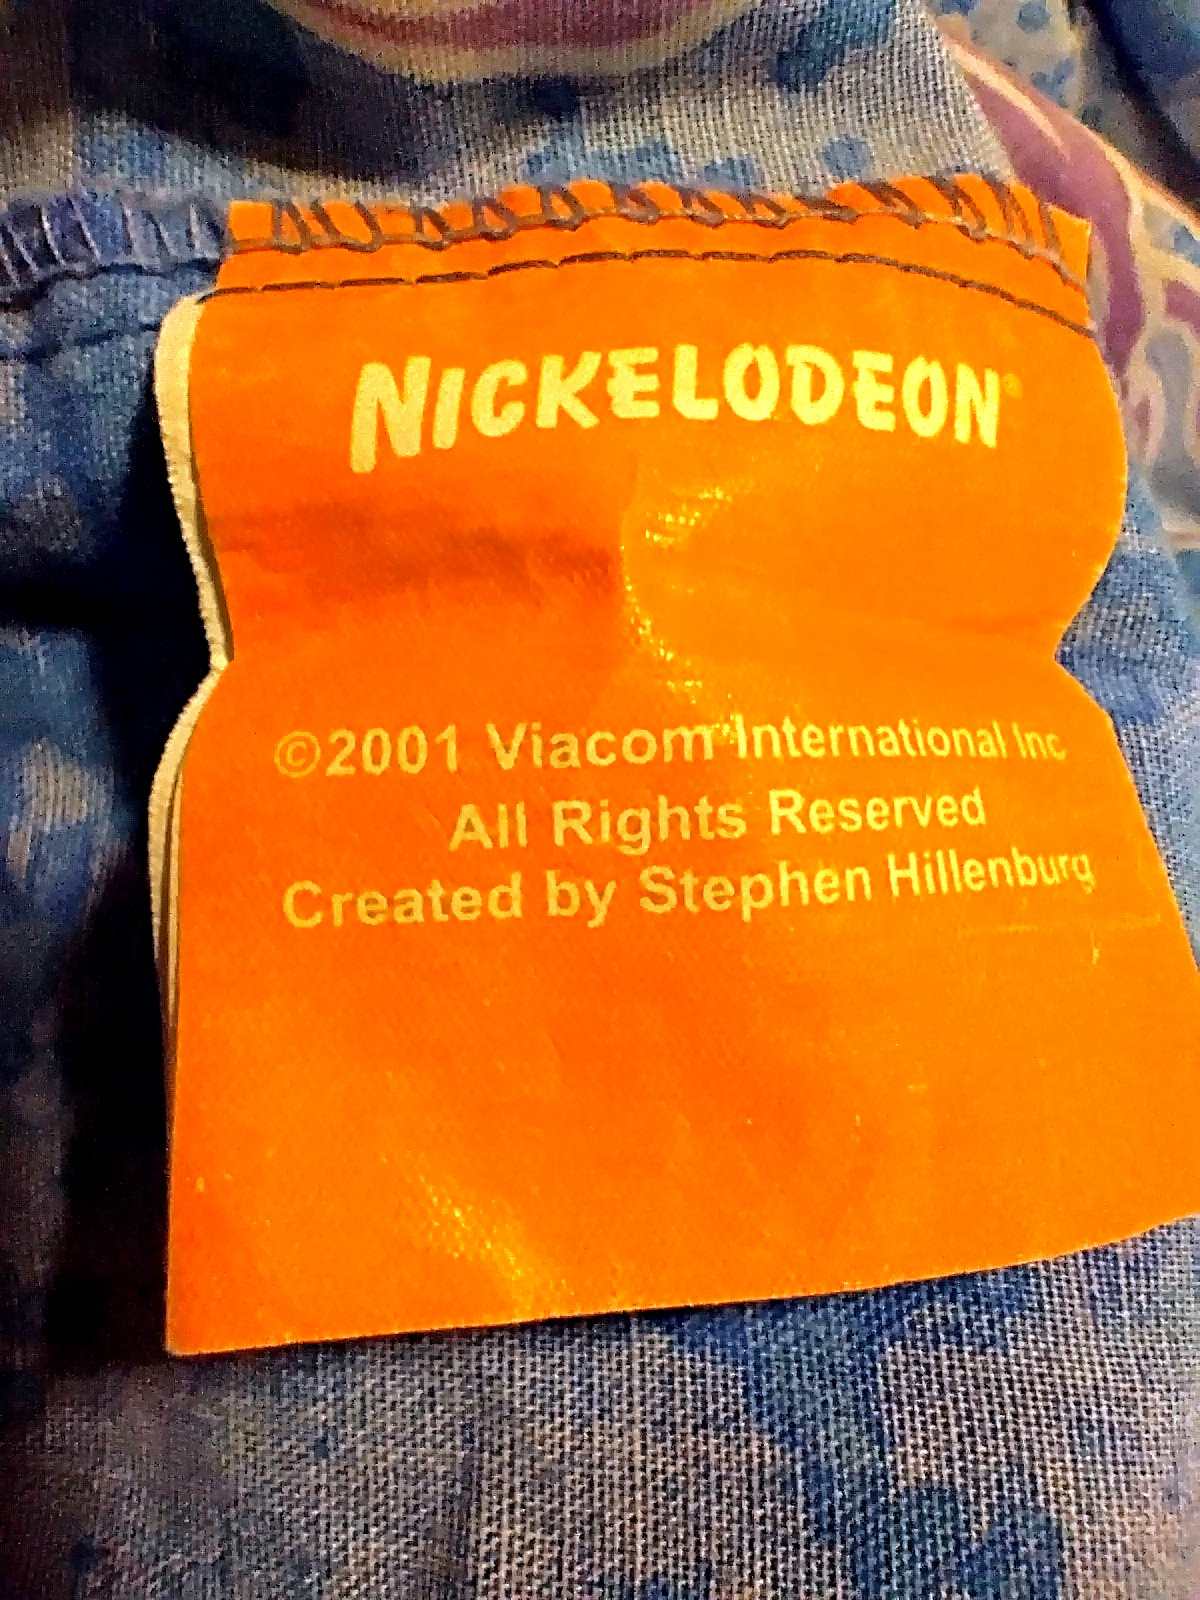 NICKELODEON®
©2001 Viacom International Inc
All Rights Reserved
Created by Stephen Hillenburg